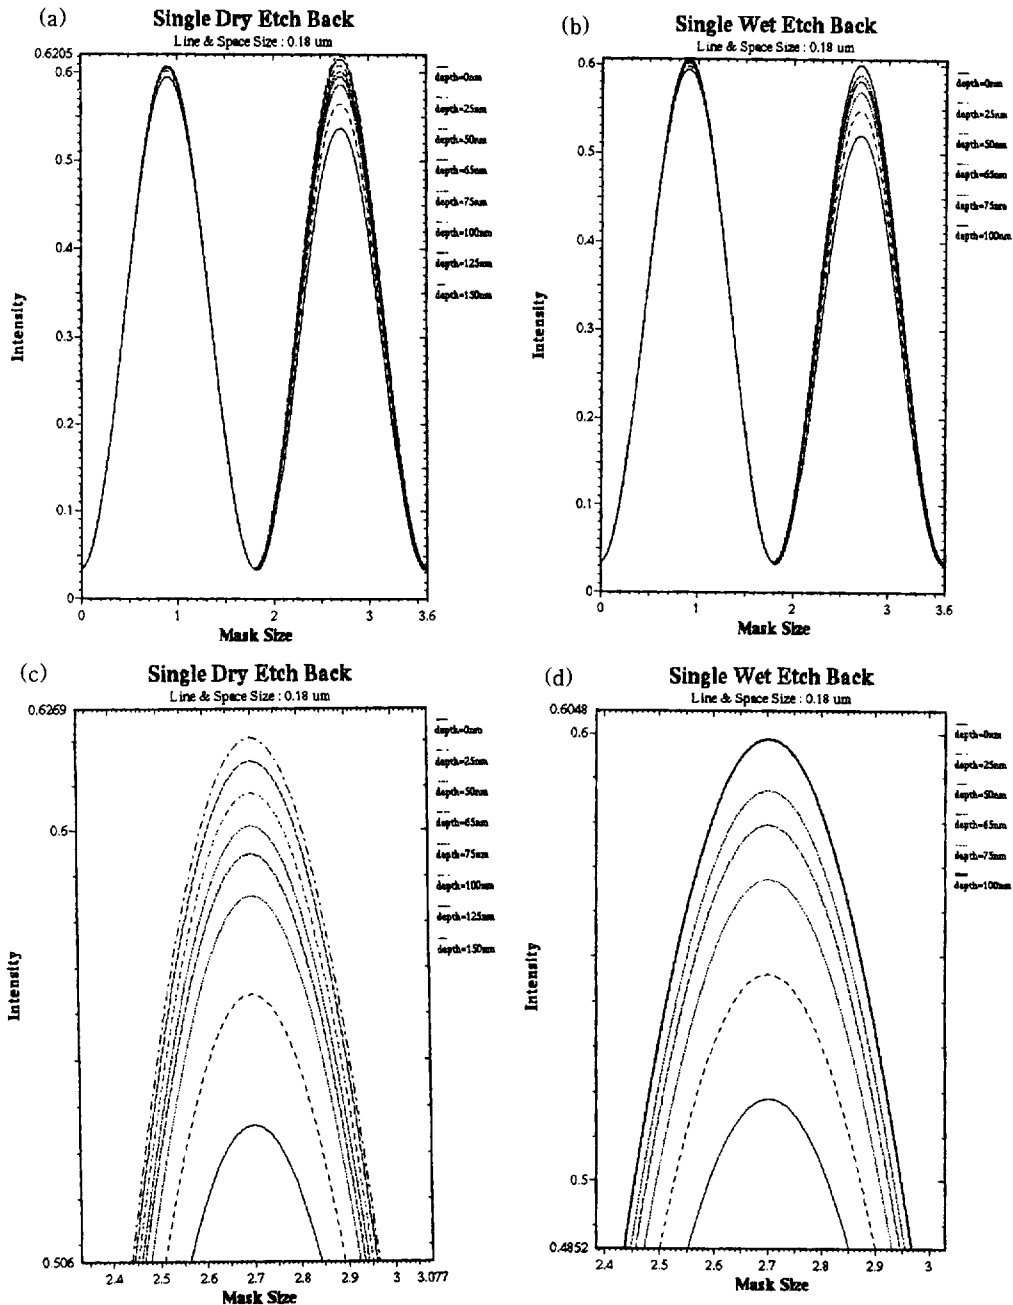 (a)
Single Dry Etch Back
Line & Space Size : 0.18 um
0.6205
0.6
0.5
0.4
0.3
0.2
0.1
0
0
1
2
3
3.6
Intensity
Mask Size
depth=0nm
depth=25nm
depth=50nm
depth=65nm
depth=75nm
depth=100nm
depth=125nm
depth=150nm
(b)
Single Wet Etch Back
Line & Space Size : 0.18 um
0.6
0.5
0.4
0.3
0.2
0.1
0
0
1
2
3
3.6
Intensity
Mask Size
depth=0nm
depth=25nm
depth=50nm
depth=65nm
depth=75nm
depth=100nm
(c)
Single Dry Etch Back
Line & Space Size : 0.18 um
0.6269
0.6
0.506
2.4
2.5
2.6
2.7
2.8
2.9
3
3.077
Intensity
Mask Size
depth=0nm
depth=25nm
depth=50nm
depth=65nm
depth=75nm
depth=100nm
depth=125nm
depth=150nm
(d)
Single Wet Etch Back
Line & Space Size : 0.18 um
0.6048
0.6
0.5
0.4852
2.4
2.5
2.6
2.7
2.8
2.9
3
Intensity
Mask Size
depth=0nm
depth=25nm
depth=50nm
depth=65nm
depth=75nm
depth=100nm